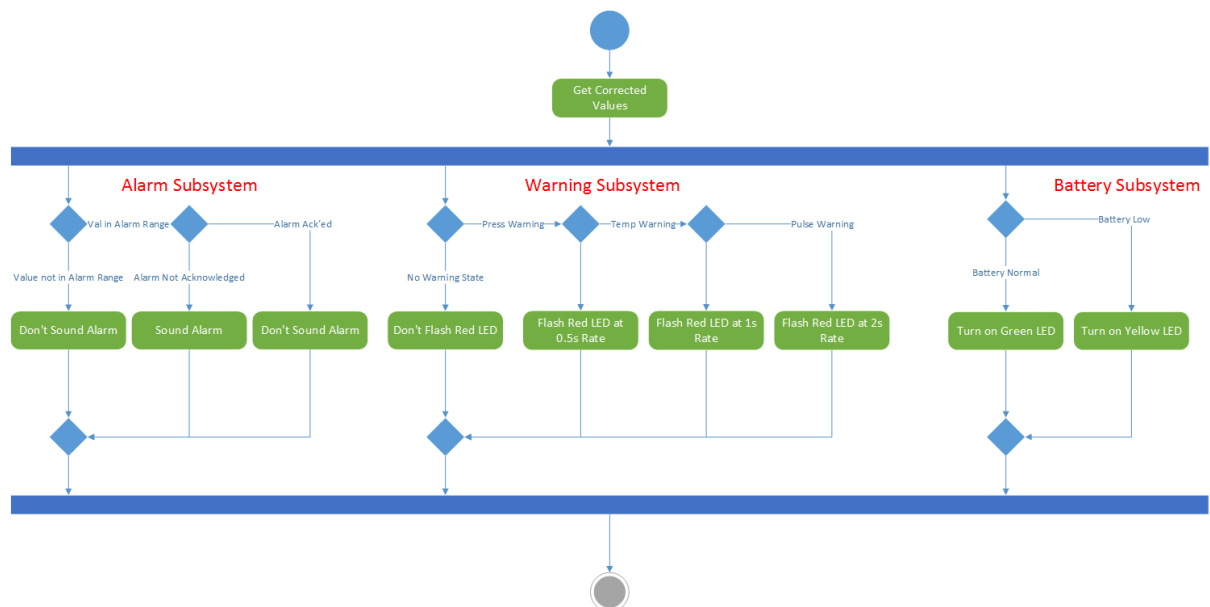 Get Corrected
Values
Alarm Subsystem
Warning Subsystem
Battery Subsystem
Val in Alarm Range
Alarm Ack'ed
Press Warning
Temp Warning
Pulse Warning
Battery Low
Value not in Alarm Range
Alarm Not Acknowledged
No Warning State
Battery Normal
Don't Sound Alarm
Sound Alarm
Don't Sound Alarm
Don't Flash Red LED
Flash Red LED at
0.5s Rate
Flash Red LED at 1s
Rate
Flash Red LED at 2s
Rate
Turn on Green LED
Turn on Yellow LED